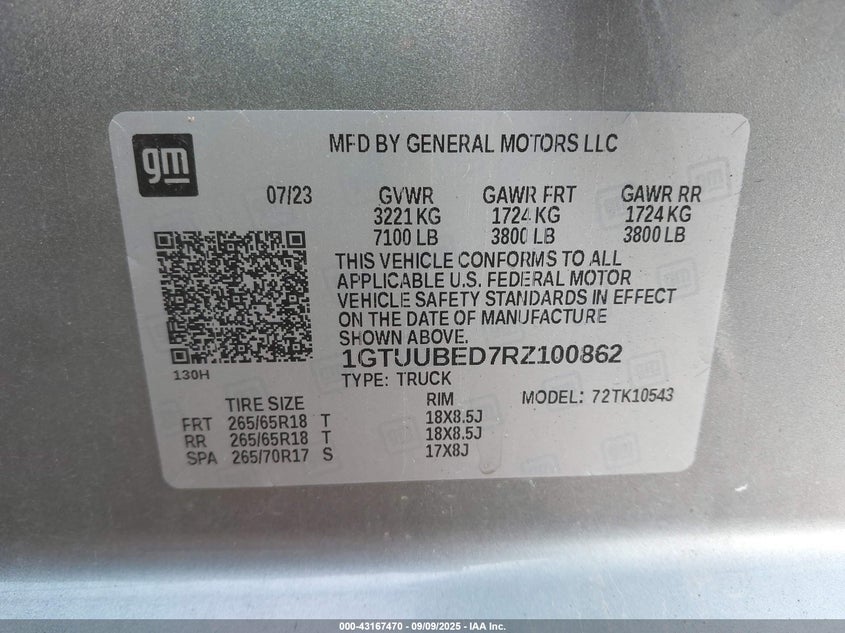 gm
MFD BY GENERAL MOTORS LLC
07/23 GVWR GAWR FRT GAWR RR
3221 KG 1724 KG 1724 KG
7100 LB 3800 LB 3800 LB
THIS VEHICLE CONFORMS TO ALL
APPLICABLE U.S. FEDERAL MOTOR
VEHICLE SAFETY STANDARDS IN EFFECT
ON THE DATE OF MANUFACTURE
SHOWN ABOVE.
1GTUUBED7RZ100862
130H
TYPE: TRUCK
TIRE SIZE RIM MODEL: 72TK10543
FRT 265/65R18 T 18X8.5J
RR 265/65R18 T 18X8.5J
SPA 265/70R17 S 17X8J
000-43167470 - 09/09/2025 - IAA Inc.